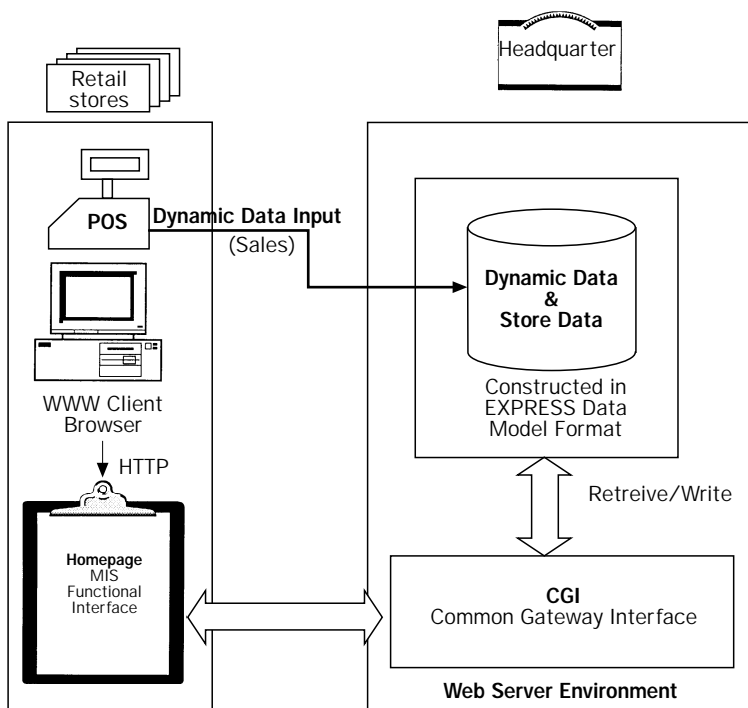 Retail
stores
Headquarter
POS
Dynamic Data Input
(Sales)
Dynamic Data
&
Store Data
Constructed in
EXPRESS Data
Model Format
WWW Client
Browser
HTTP
Retreive/Write
Homepage
MIS
Functional
Interface
CGI
Common Gateway Interface
Web Server Environment